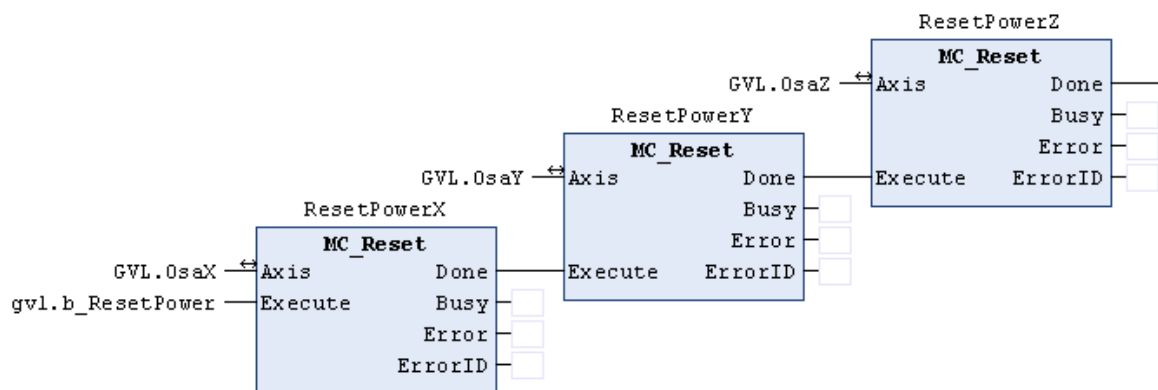 ResetPowerZ
MC_Reset
GVL.OsaZ Axis Done
Busy
Error
Execute ErrorID
ResetPowerY
MC_Reset
GVL.OsaY Axis Done
Busy
Error
Execute ErrorID
ResetPowerX
MC_Reset
GVL.OsaX Axis Done
gvl.b_ResetPower Execute Busy
Error
ErrorID